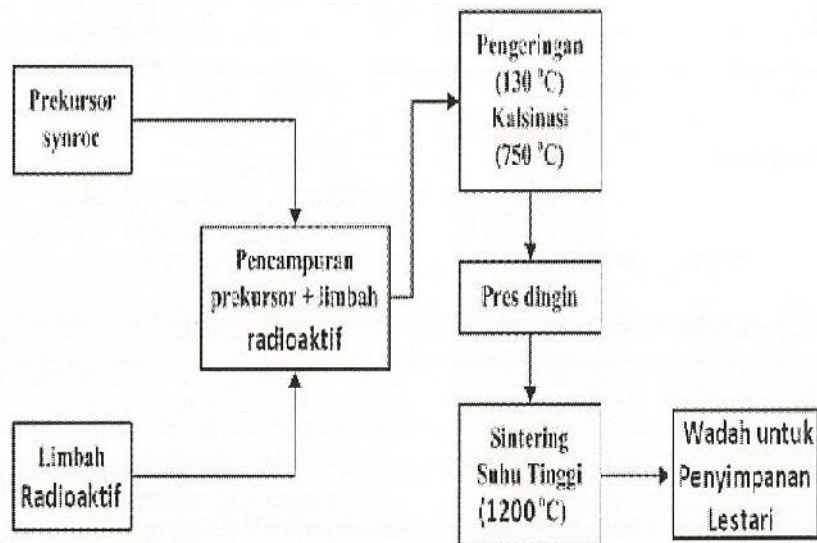 Prekursor
synroc
Limbah
Radioaktif
Pencampuran
prekursor + limbah
radioaktif
Pengeringan
(130 °C)
Kalsinasi
(750 °C)
Pres dingin
Sintering
Suhu Tinggi
(1200 °C)
Wadah untuk
Penyimpanan
Lestari